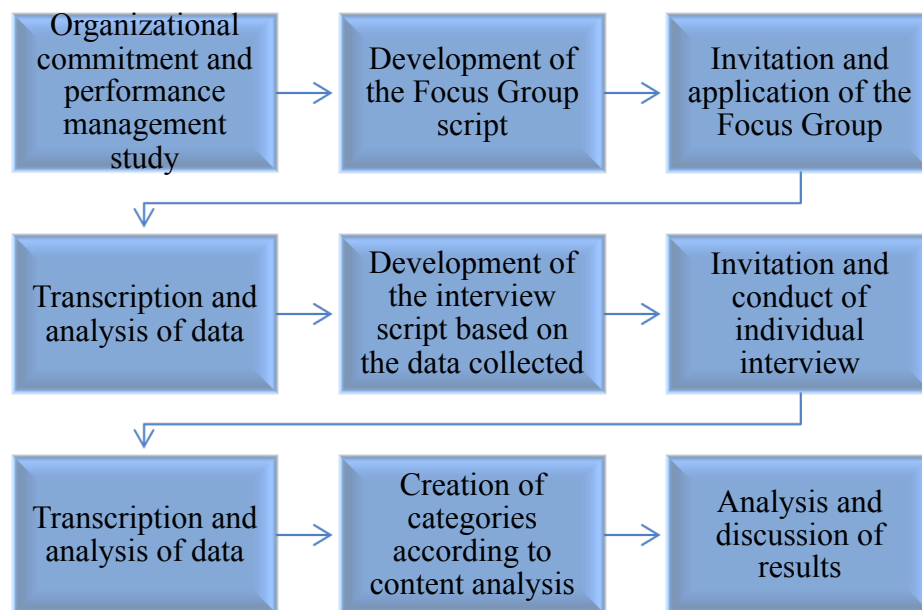 Organizational
commitment and
performance
management
study
Development of
the Focus Group
script
Invitation and
application of the
Focus Group
Transcription and
analysis of data
Development of
the interview
script based on
the data collected
Invitation and
conduct of
individual
interview
Transcription and
analysis of data
Creation of
categories
according to
content analysis
Analysis and
discussion of
results